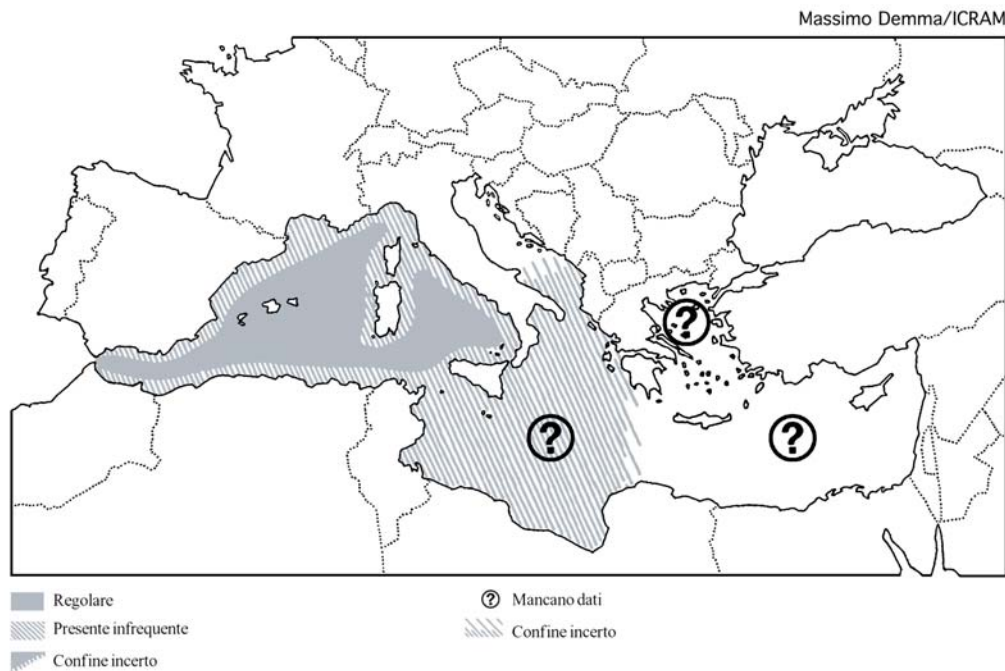 Massimo Demma/ICRAM
?
?
?
Regolare
Presente infrequente
Confine incerto
? Mancano dati
Confine incerto